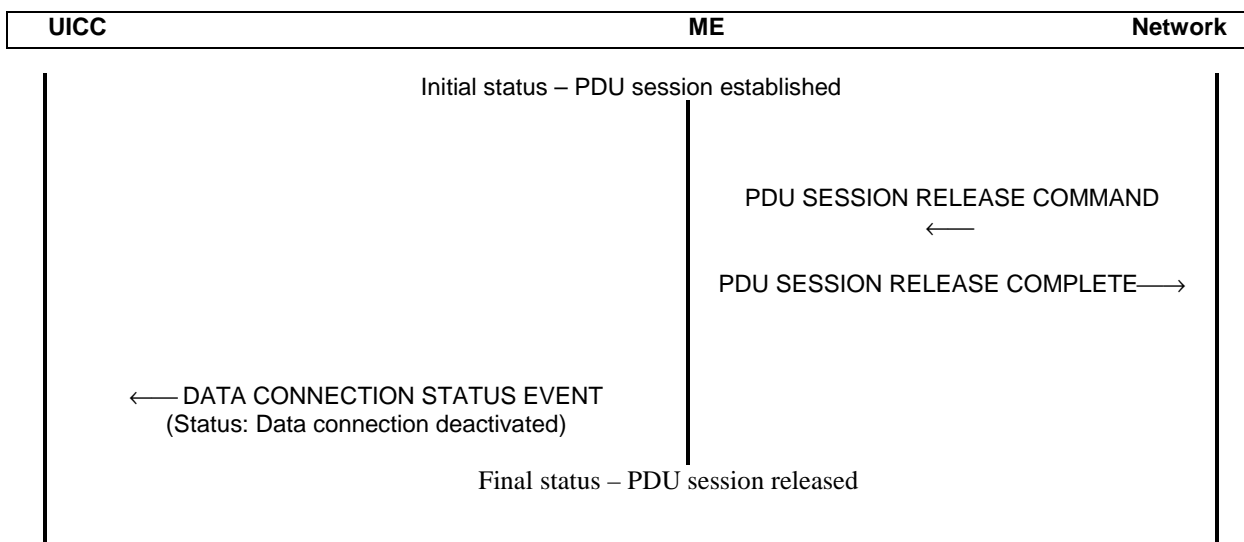 UICC ME Network
Initial status – PDU session established
PDU SESSION RELEASE COMMAND
←
PDU SESSION RELEASE COMPLETE→
← DATA CONNECTION STATUS EVENT
(Status: Data connection deactivated)
Final status – PDU session released